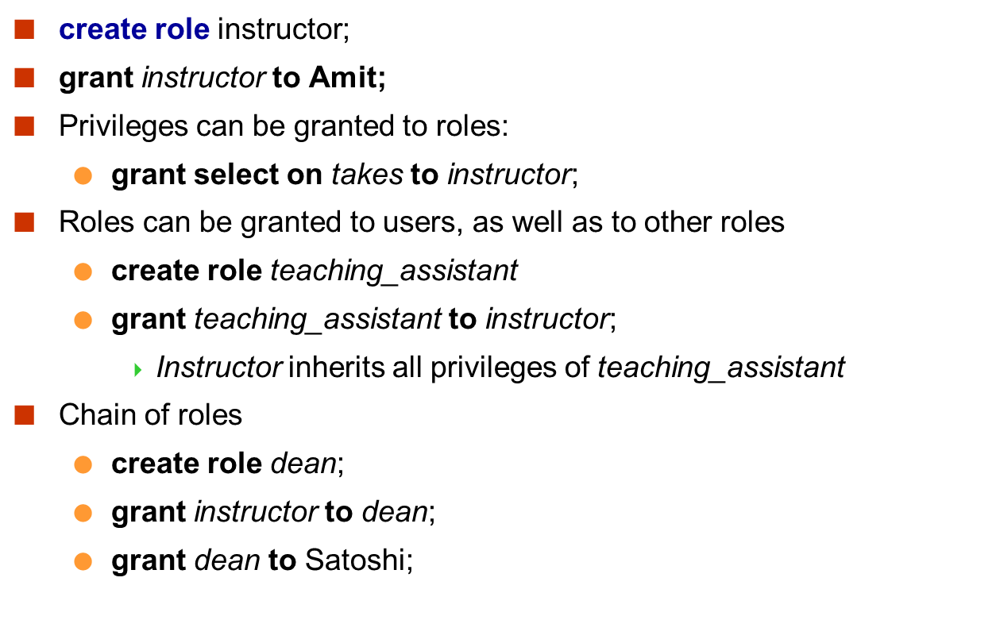 create role instructor;
grant instructor to Amit;
Privileges can be granted to roles:
grant select on takes to instructor;
Roles can be granted to users, as well as to other roles
create role teaching_assistant
grant teaching_assistant to instructor;
Instructor inherits all privileges of teaching_assistant
Chain of roles
create role dean;
grant instructor to dean;
grant dean to Satoshi;